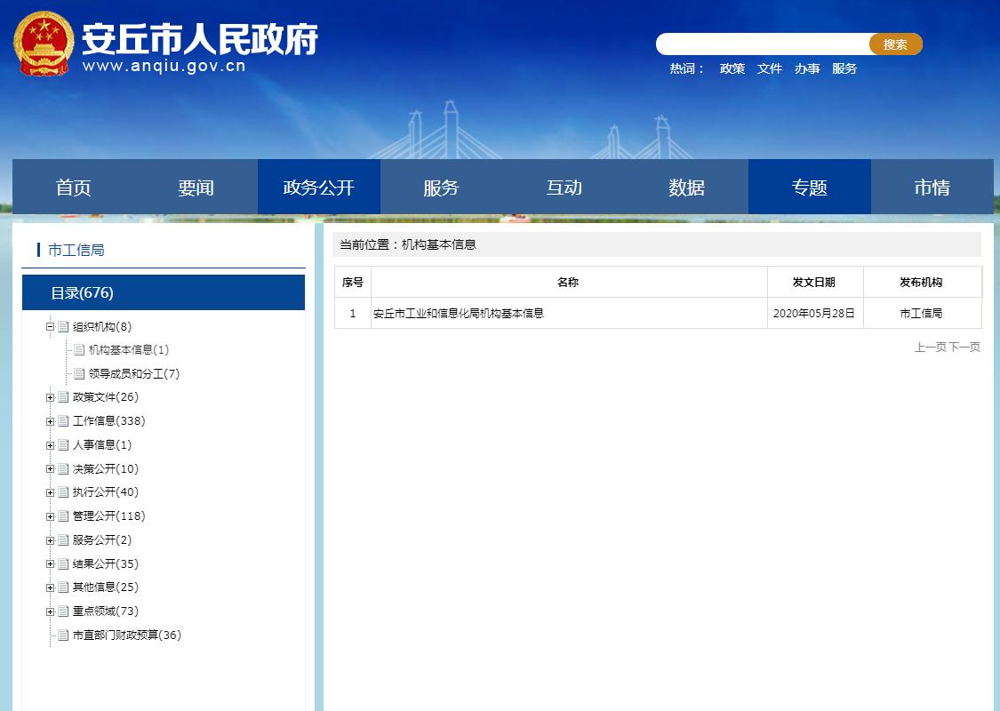 安丘市人民政府
www.anqiu.gov.cn
搜索
热词： 政策 文件 办事 服务
首页 要闻 政务公开 服务 互动 数据 专题 市情
市工信局
目录(676)
组织机构(8)
机构基本信息(1)
领导成员和分工(7)
政策文件(26)
工作信息(338)
人事信息(1)
决策公开(10)
执行公开(40)
管理公开(118)
服务公开(2)
结果公开(35)
其他信息(25)
重点领域(73)
市直部门财政预算(36)
当前位置：机构基本信息
序号 名称 发文日期 发布机构
1 安丘市工业和信息化局机构基本信息 2020年05月28日 市工信局
上一页 下一页